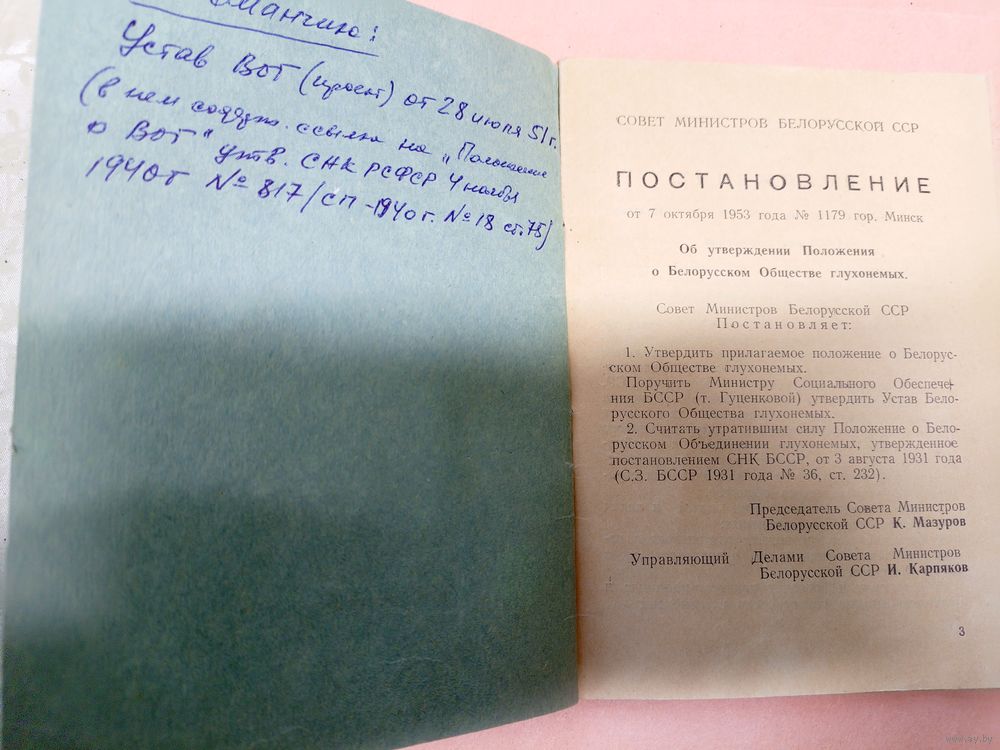 Устав Вот (проект) от 28 июля 51 г.
(в нем содерж. ссылка на „Положение
о Вот" утв. СНК РСФСР 4 ноября
1940 г № 817/СП-1940 г. № 18 ст. 75)
СОВЕТ МИНИСТРОВ БЕЛОРУССКОЙ ССР
ПОСТАНОВЛЕНИЕ
от 7 октября 1953 года № 1179 гор. Минск
Об утверждении Положения
о Белорусском Обществе глухонемых.
Совет Министров Белорусской ССР
Постановляет:
1. Утвердить прилагаемое положение о Белорус-
ском Обществе глухонемых.
Поручить Министру Социального Обеспече-
ния БССР (т. Гуценковой) утвердить Устав Бело-
русского Общества глухонемых.
2. Считать утратившим силу Положение о Бело-
русском Объединении глухонемых, утвержденное
постановлением СНК БССР, от 3 августа 1931 года
(С.З. БССР 1931 года № 36, ст. 232).
Председатель Совета Министров
Белорусской ССР К. Мазуров
Управляющий Делами Совета Министров
Белорусской ССР И. Карпяков
3
www.ay.by